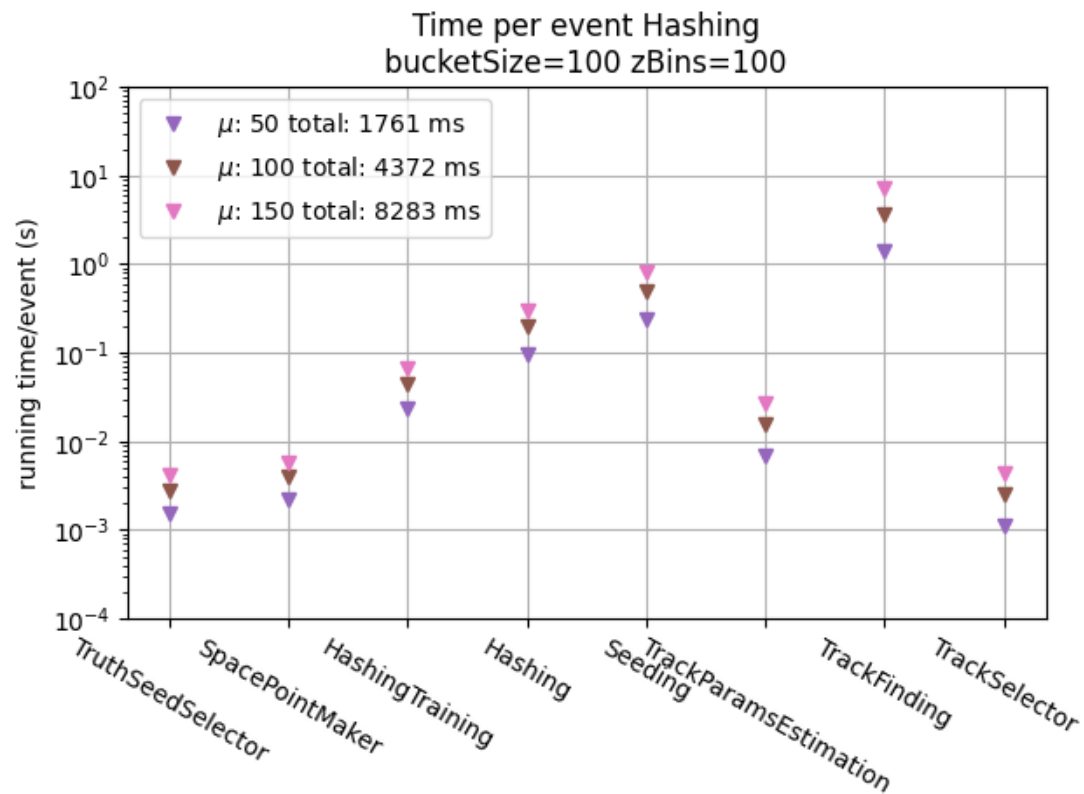 Time per event Hashing
bucketSize=100 zBins=100
μ: 50 total: 1761 ms
μ: 100 total: 4372 ms
μ: 150 total: 8283 ms
running time/event (s)
10²
10¹
10⁰
10⁻¹
10⁻²
10⁻³
10⁻⁴
TruthSeedSelector
SpacePointMaker
HashingTraining
Hashing
Seeding
TrackParamsEstimation
TrackFinding
TrackSelector